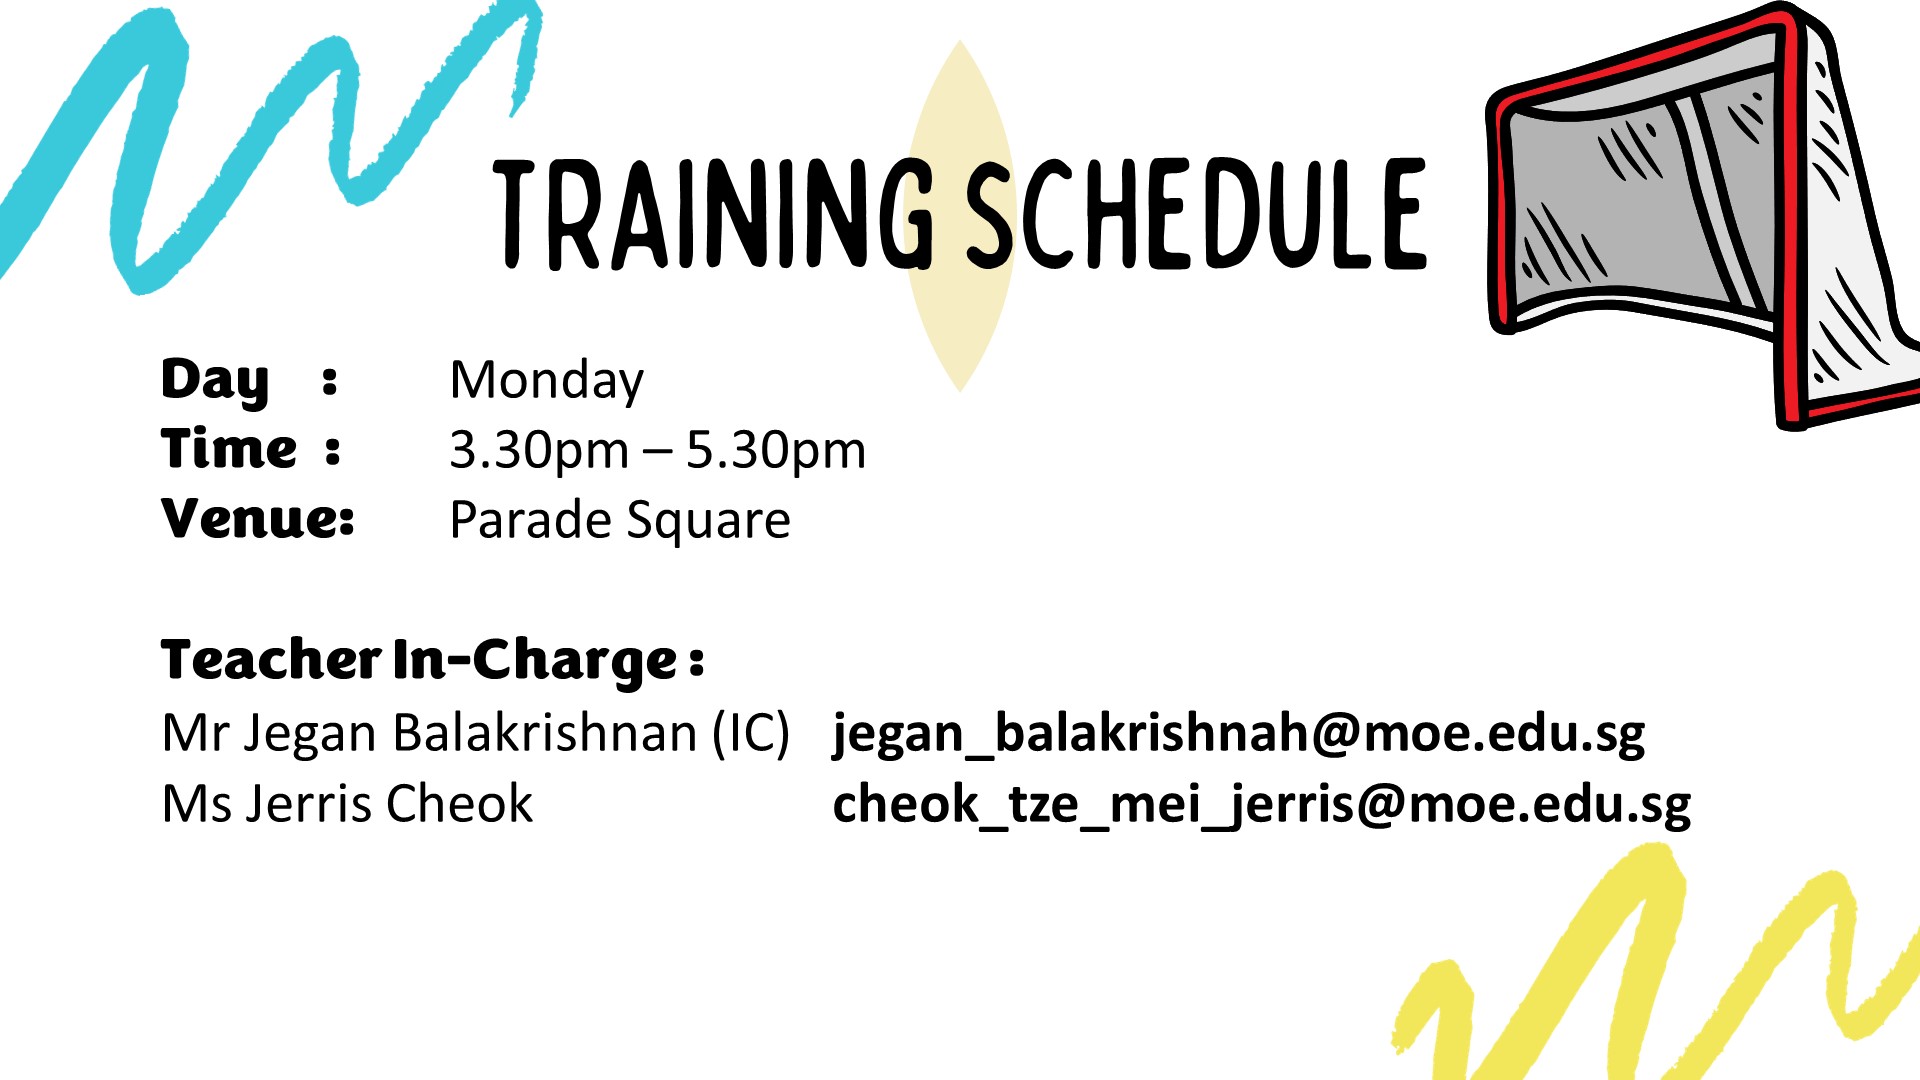 TRAINING SCHEDULE
Day : Monday
Time : 3.30pm – 5.30pm
Venue: Parade Square
Teacher In-Charge :
Mr Jegan Balakrishnan (IC) jegan_balakrishnah@moe.edu.sg
Ms Jerris Cheok cheok_tze_mei_jerris@moe.edu.sg